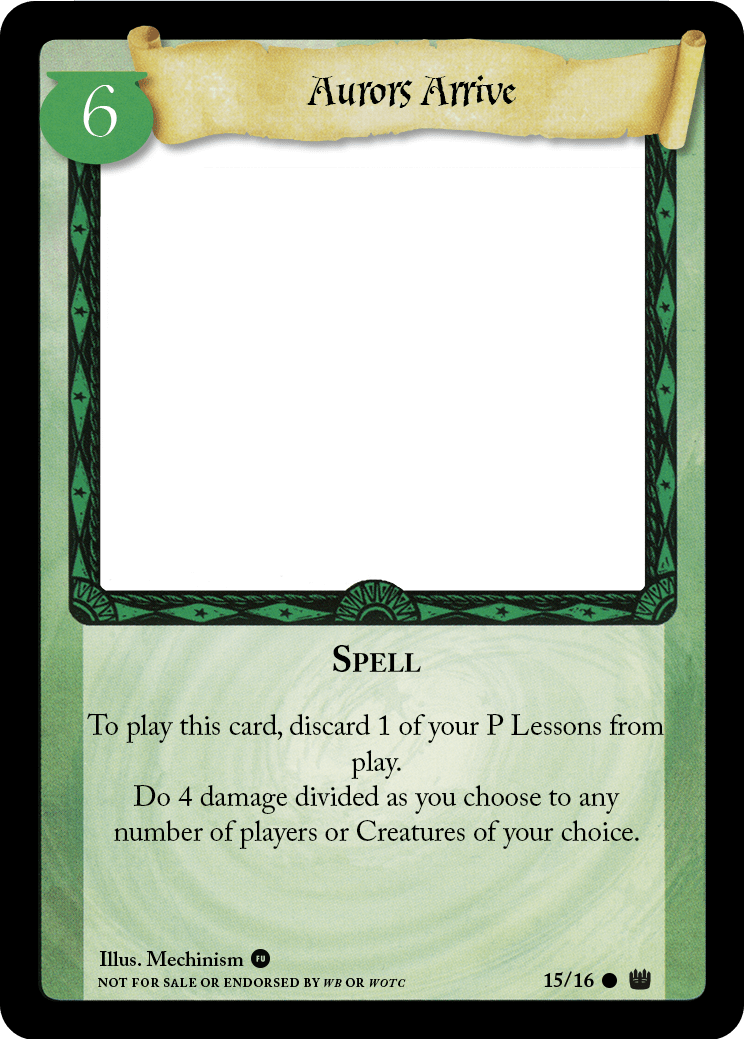 6
Aurors Arrive
Spell
To play this card, discard 1 of your P Lessons from
play.
Do 4 damage divided as you choose to any
number of players or Creatures of your choice.
Illus. Mechinism FU
NOT FOR SALE OR ENDORSED BY WB OR WOTC
15/16